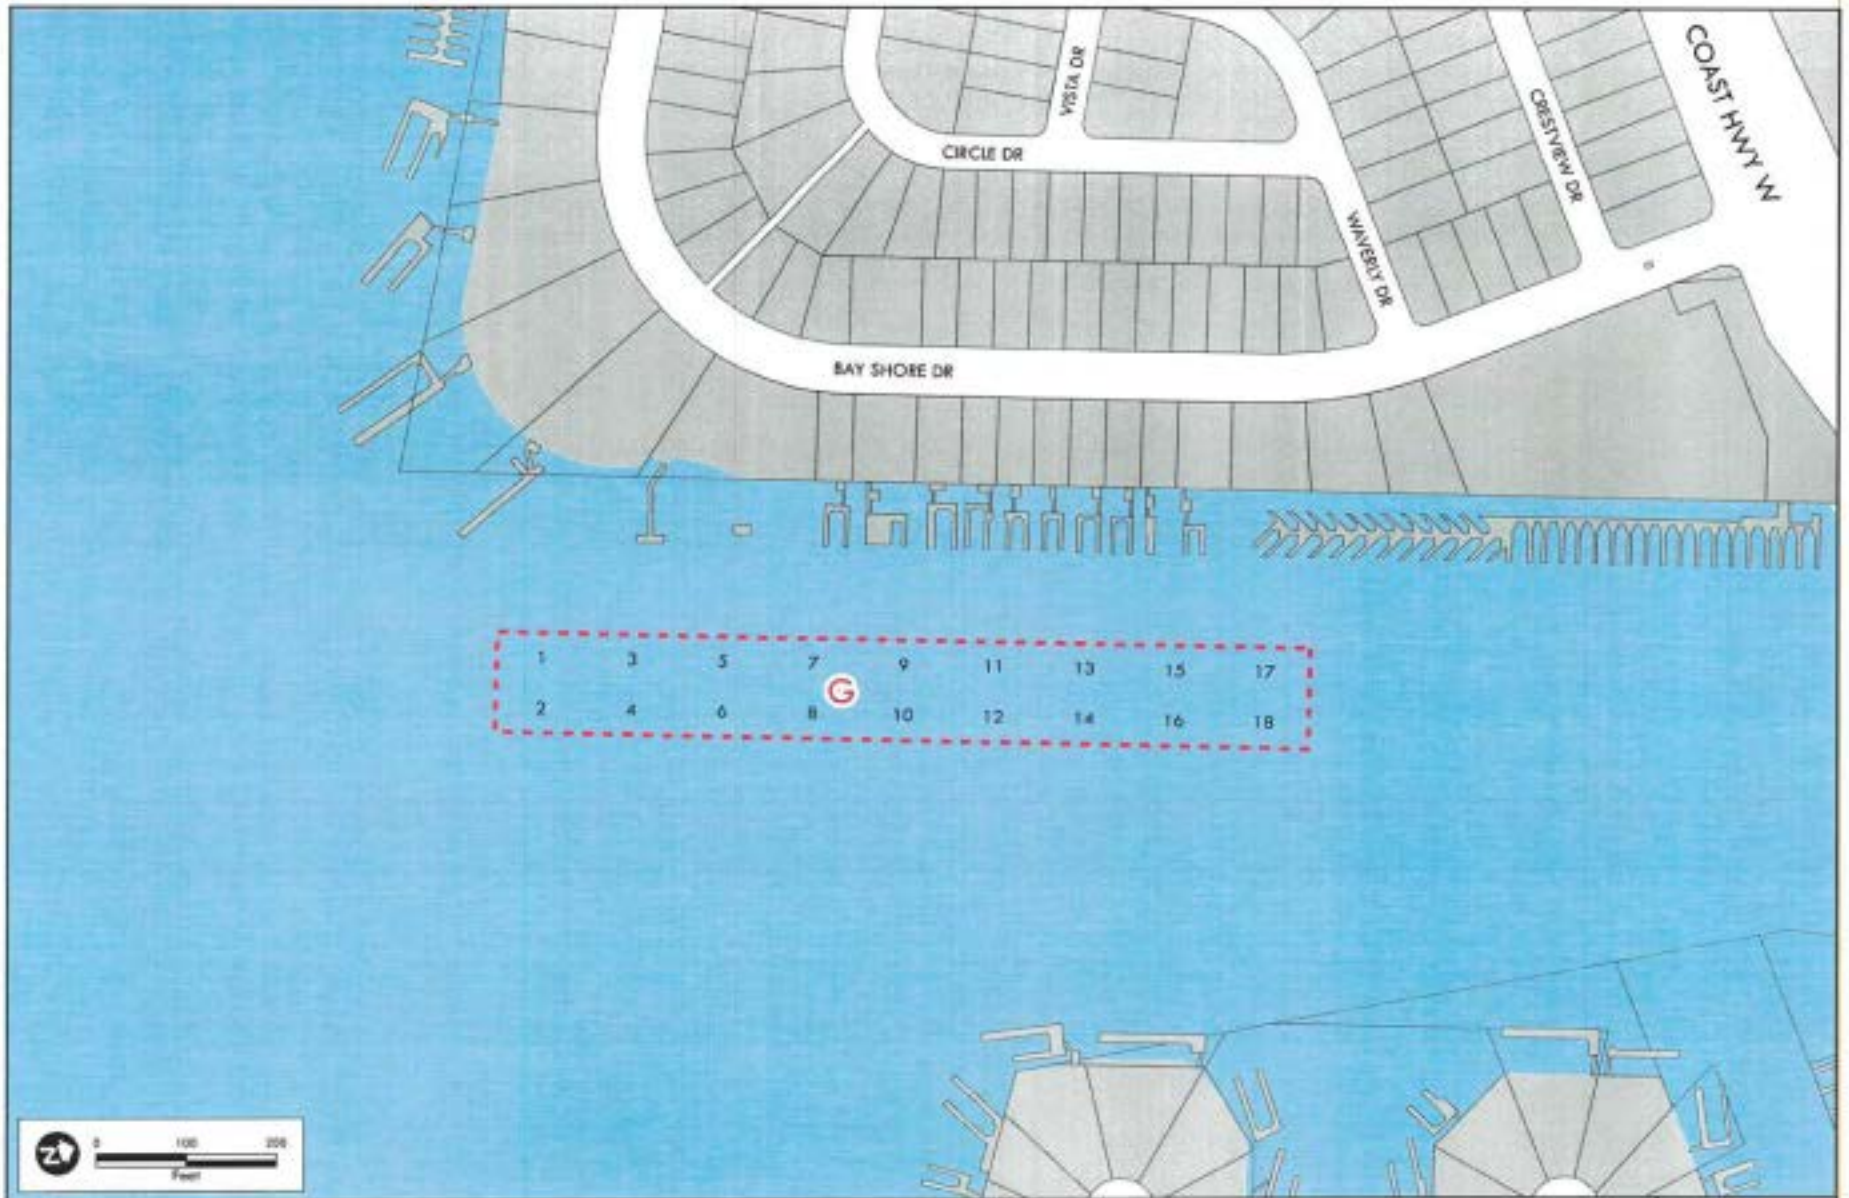 COAST HWY W
VISTA DR
CRESTVIEW DR
CIRCLE DR
WAVERLY DR
BAY SHORE DR
1 3 5 7 9 11 13 15 17
G
2 4 6 8 10 12 14 16 18
N
0 100 200
Feet